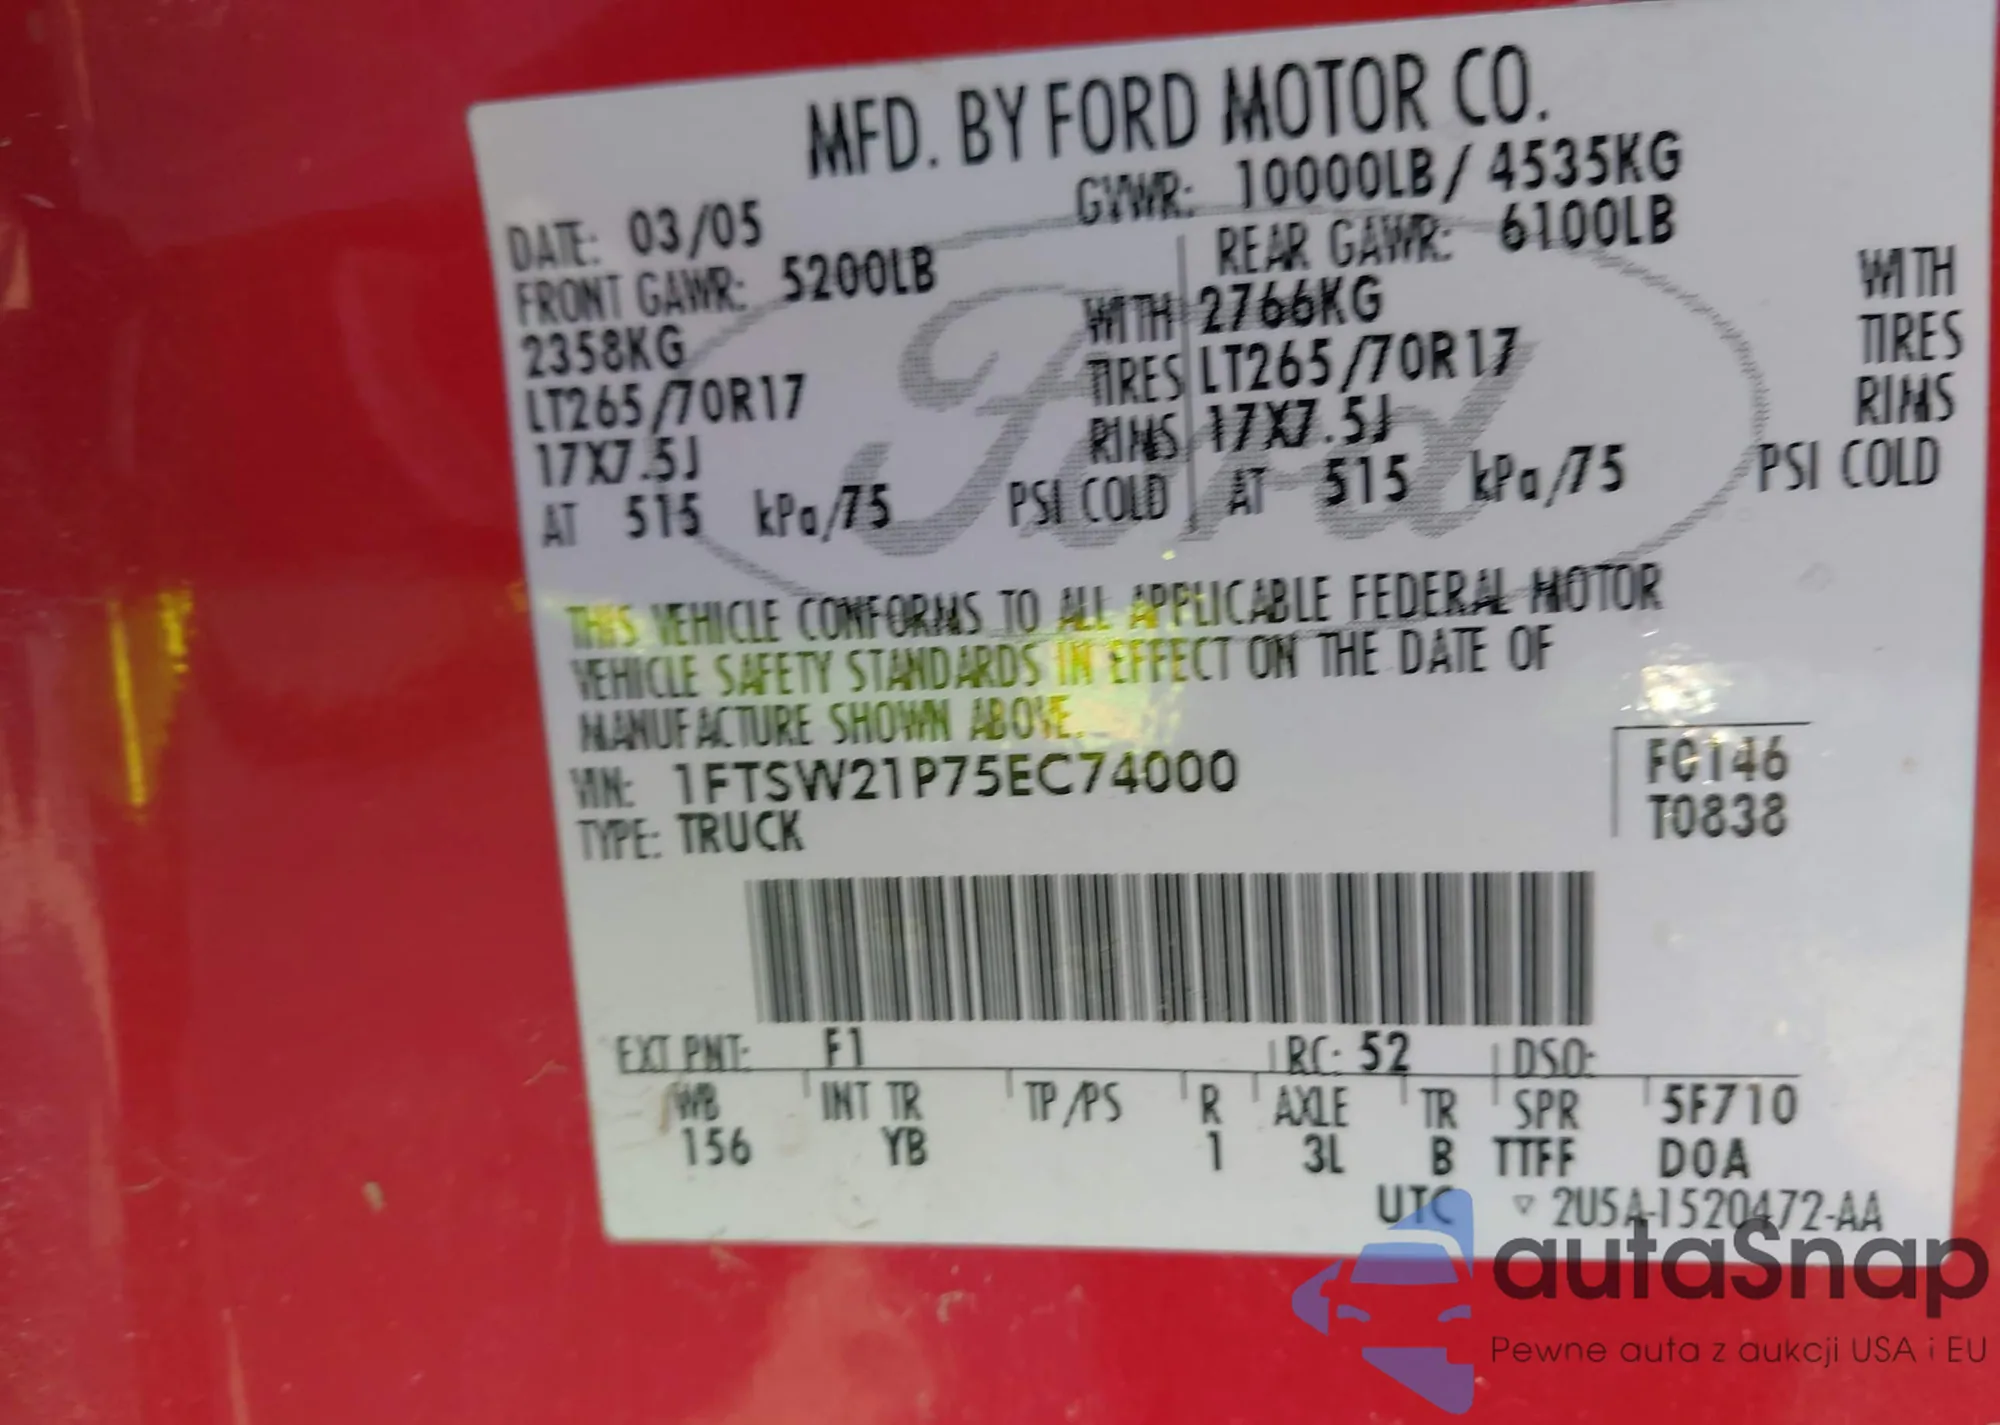 MFD. BY FORD MOTOR CO.
DATE: 03/05 GVWR: 10000LB / 4535KG
FRONT GAWR: 5200LB REAR GAWR: 6100LB
2358KG WITH 2766KG WITH
LT265/70R17 TIRES LT265/70R17 TIRES
17X7.5J RIMS 17X7.5J RIMS
AT 515 kPa/75 PSI COLD AT 515 kPa/75 PSI COLD
Ford
THIS VEHICLE CONFORMS TO ALL APPLICABLE FEDERAL MOTOR
VEHICLE SAFETY STANDARDS IN EFFECT ON THE DATE OF
MANUFACTURE SHOWN ABOVE.
VIN: 1FTSW21P75EC74000 F0146
TYPE: TRUCK T0838
EXT PNT: F1 RC: 52 DSO:
WB INT TR TP/PS R AXLE TR SPR 5F710
156 YB 1 3L B TTFF DOA
UTC ▽ 2U5A-1520472-AA
autaSnap
Pewne auta z aukcji USA i EU